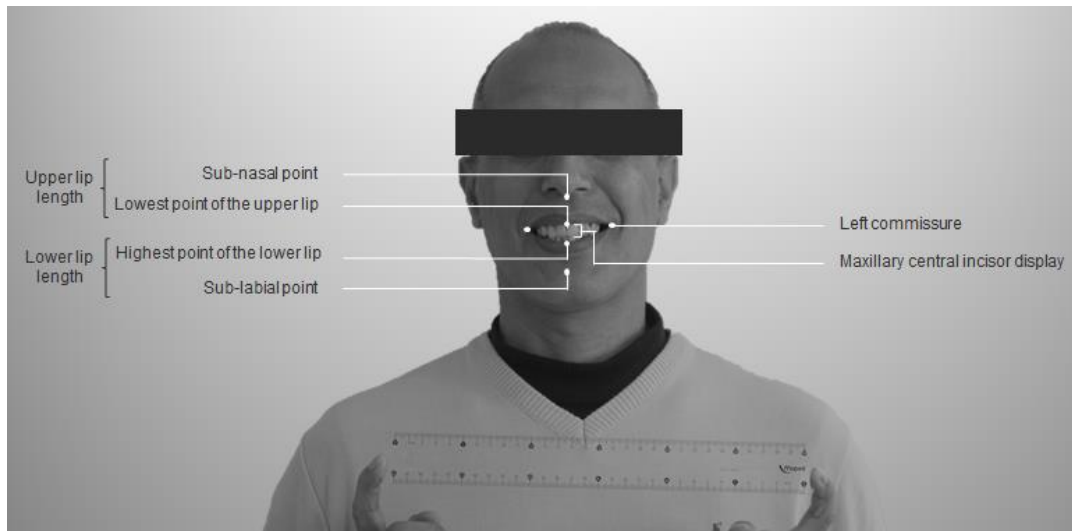 Upper lip
length
Sub-nasal point
Lowest point of the upper lip
Lower lip
length
Highest point of the lower lip
Sub-labial point
Left commissure
Maxillary central incisor display